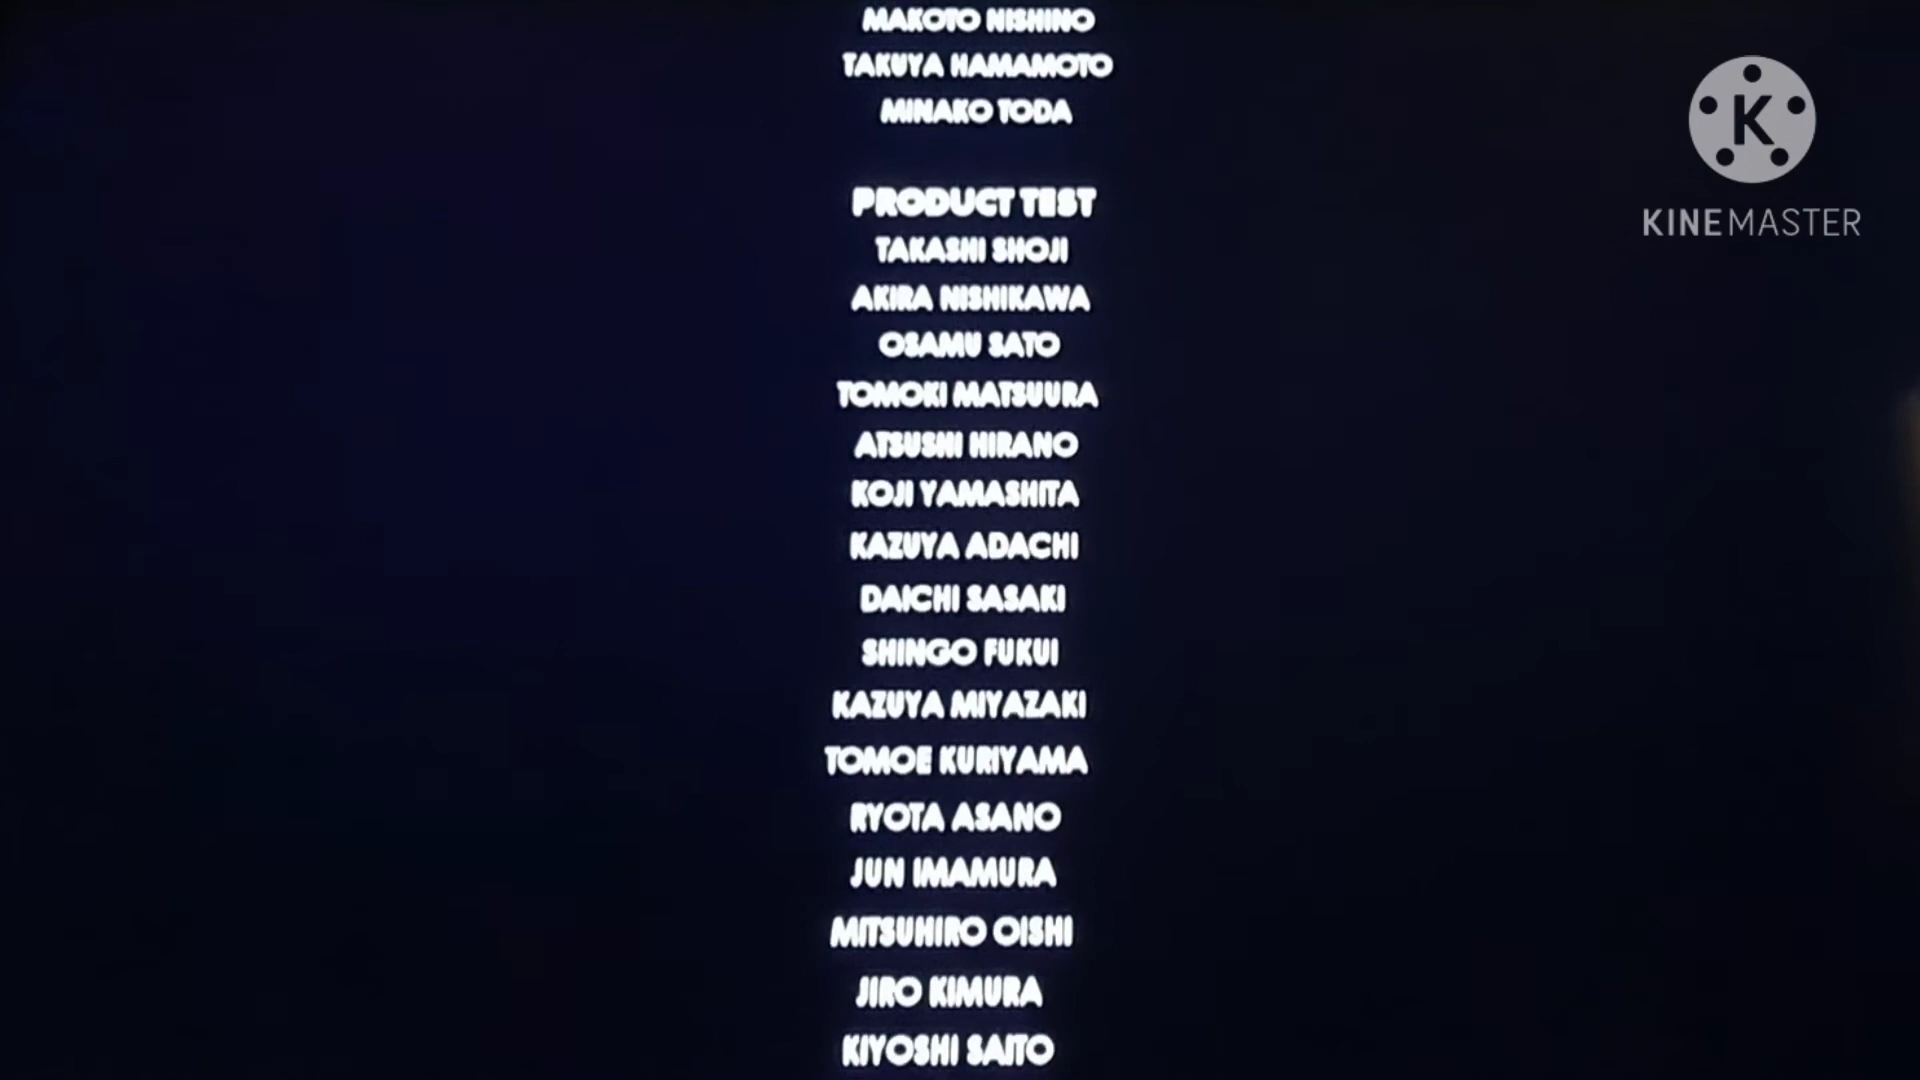 MAKOTO NISHINO
TAKUYA HAMAMOTO
MINAKO TODA
PRODUCT TEST
TAKASHI SHOJI
AKIRA NISHIKAWA
OSAMU SATO
TOMOKI MATSUURA
ATSUSHI HIRANO
KOJI YAMASHITA
KAZUYA ADACHI
DAICHI SASAKI
SHINGO FUKUI
KAZUYA MIYAZAKI
TOMOE KURIYAMA
RYOTA ASANO
JUN IMAMURA
MITSUHIRO OISHI
JIRO KIMURA
KIYOSHI SAITO
K
KINEMASTER